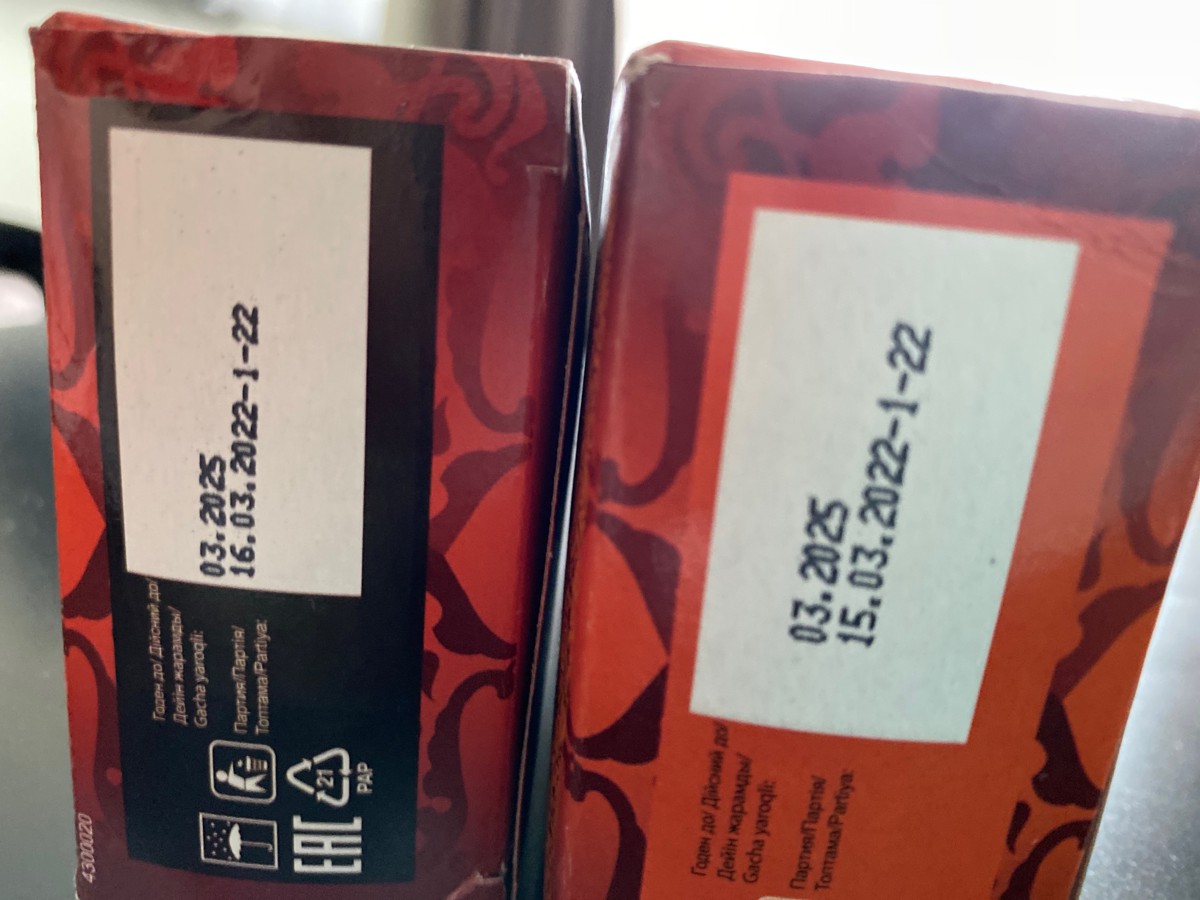 03.2025
16.03.2022-1-22
Годен до/ Дійсний до/
Дейін жарамды/
Gacha yaroqli:
Партия/Партія/
Топтама/Partiya:
21
PAP
EAC
4300020
03.2025
15.03.2022-1-22
Годен до/ Дійсний до/
Дейін жарамды/
Gacha yaroqli:
Партия/Партія/
Топтама/Partiya: